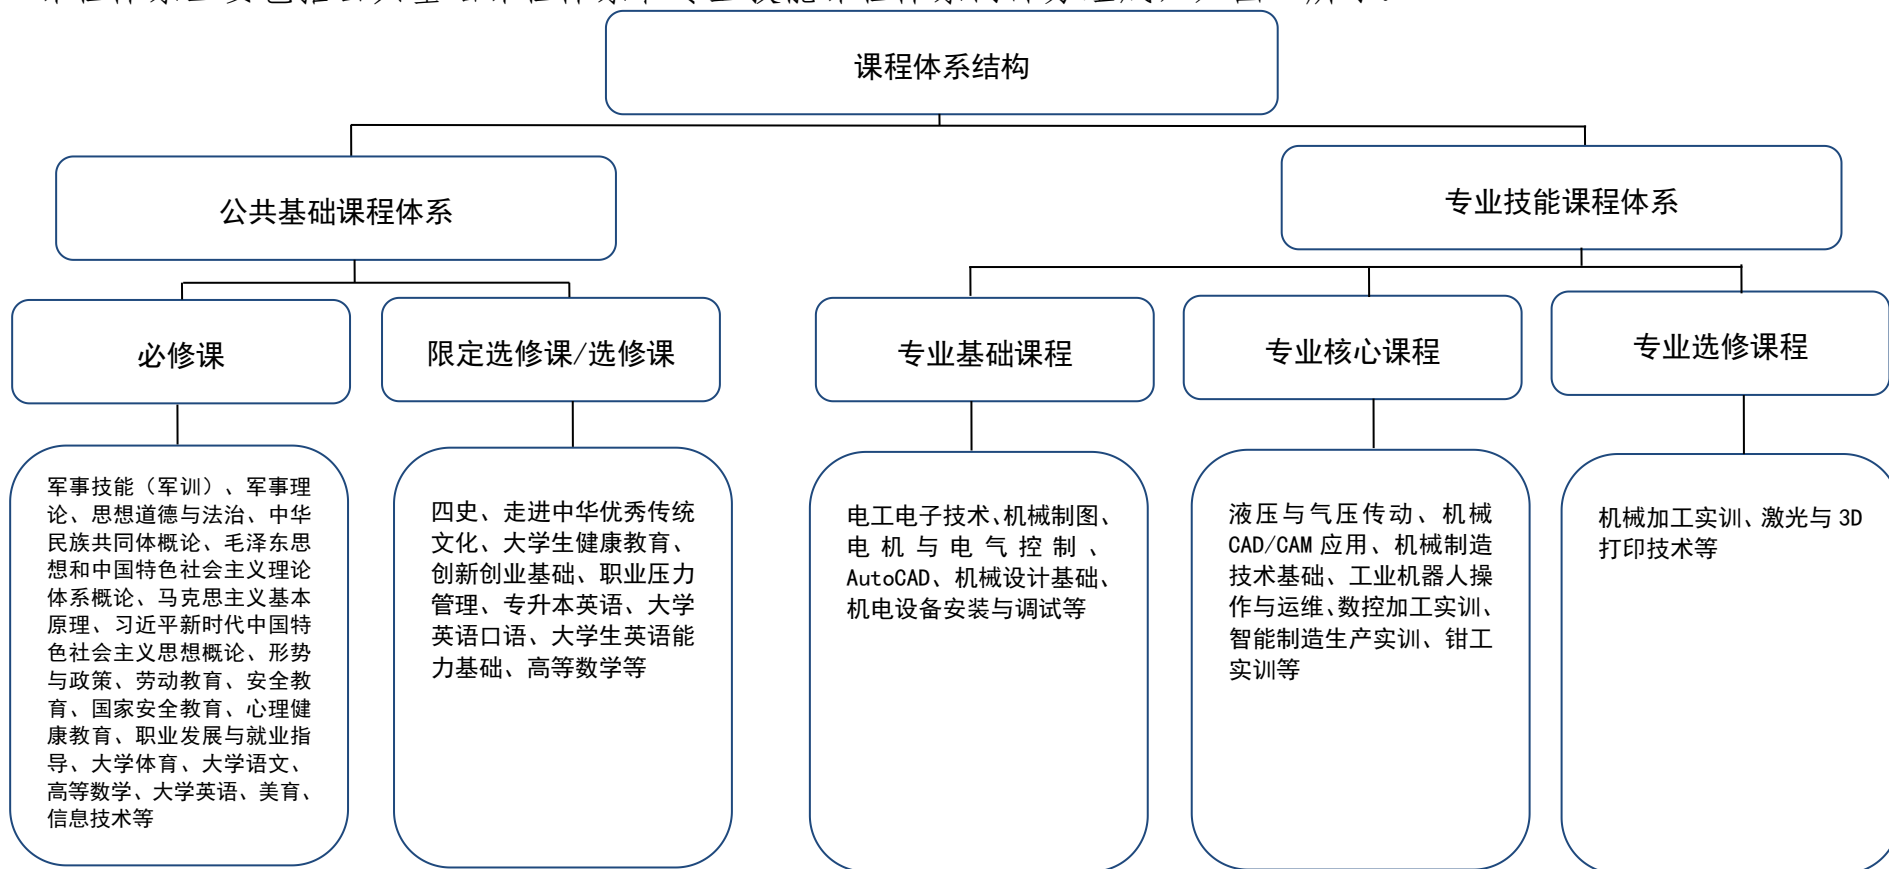 课程体系结构
公共基础课程体系
专业技能课程体系
必修课
限定选修课/选修课
专业基础课程
专业核心课程
专业选修课程
军事技能（军训）、军事理
论、思想道德与法治、中华
民族共同体概论、毛泽东思
想和中国特色社会主义理论
体系概论、马克思主义基本
原理、习近平新时代中国特
色社会主义思想概论、形势
与政策、劳动教育、安全教
育、国家安全教育、心理健
康教育、职业发展与就业指
导、大学体育、大学语文、
高等数学、大学英语、美育、
信息技术等
四史、走进中华优秀传统
文化、大学生健康教育、
创新创业基础、职业压力
管理、专升本英语、大学
英语口语、大学生英语能
力基础、高等数学等
电工电子技术、机械制图、
电机与电气控制、
AutoCAD、机械设计基础、
机电设备安装与调试等
液压与气压传动、机械
CAD/CAM 应用、机械制造
技术基础、工业机器人操
作与运维、数控加工实训、
智能制造生产实训、钳工
实训等
机械加工实训、激光与 3D
打印技术等